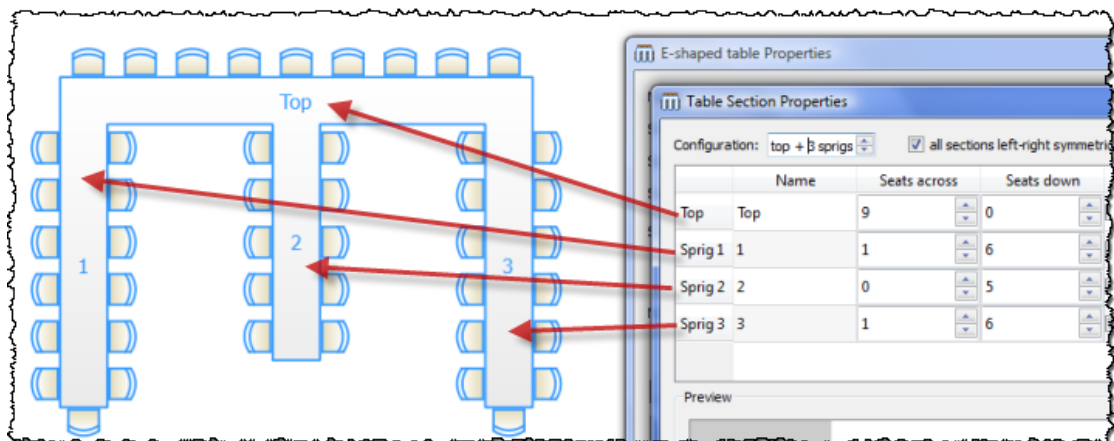 E-shaped table Properties
Top
Table Section Properties
Configuration: top + 3 sprigs all sections left-right symmetric
Name Seats across Seats down
Top Top 9 0
Sprig 1 1 1 6
Sprig 2 2 0 5
Sprig 3 3 1 6
2
1
3
Preview